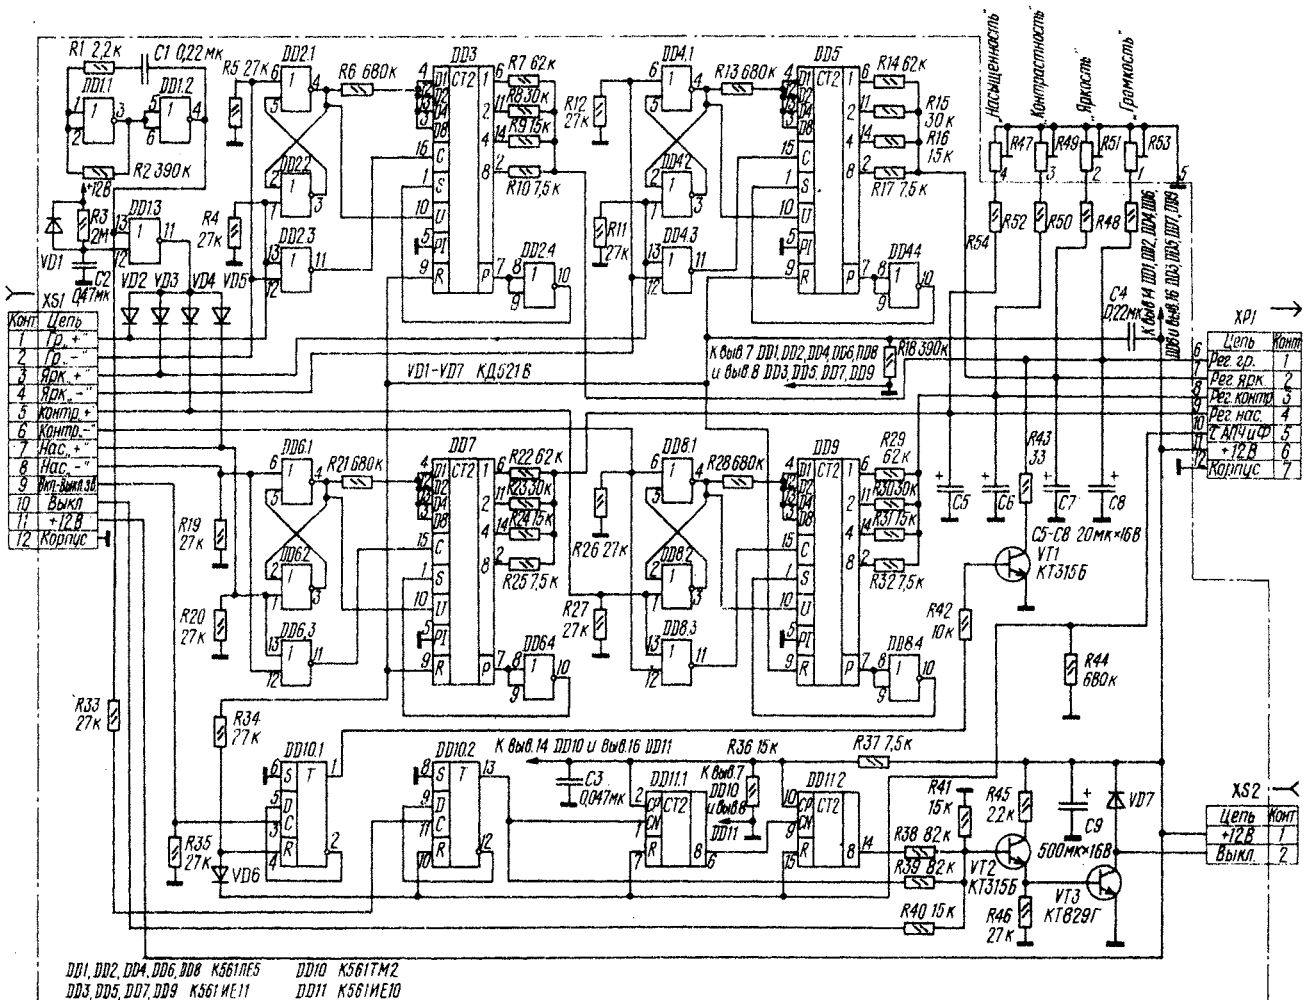 R1 2,2к
C1 0,22мк
DD1.1
DD1.2
R2 390к
+12В
R3
2М
DD1.3
VD1
C2
0,47мк
VD2
VD3
VD4
VD5
R5 27к
DD2.1
R6 680к
DD3
R7 62к
R8 30к
R9 15к
R10 7,5к
DD2.2
R4
27к
DD2.3
DD2.4
DD4.1
R13 680к
DD5
R14 62к
R15
30к
R16
15к
R17 7,5к
R12
27к
DD4.2
R11
27к
DD4.3
DD4.4
„Насыщенность"
„Контрастность"
„Яркость"
„Громкость"
R47
R49
R51
R53
R52
R50
R48
R54
C4
0,22мк
К выв 14 DD1, DD2, DD4, DD6,
DD8 и выв.16 DD3, DD5, DD7, DD9
К выв.7 DD1, DD2, DD4, DD6, DD8
и выв 8 DD3, DD5, DD7, DD9
R18 390к
VD1-VD7 КД521В
XS1
Конт Цепь
1 Гр.„+"
2 Гр.„-"
3 Ярк.„+"
4 Ярк.„-"
5 Контр.„+"
6 Контр.„-"
7 Нас.„+"
8 Нас.„-"
9 Вкл-Выкл.зв
10 Выкл
11 +12В
12 Корпус
XP1
Цепь Конт
Рег. гр. 1
Рег ярк 2
Рег. контр 3
Рег. нас. 4
С АПЧиФ 5
+12В 6
Корпус 7
DD6.1
R21 680к
DD7
R22 62к
R23 30к
R24 15к
R25 7,5к
R19
27к
DD6.2
R20
27к
DD6.3
DD6.4
DD8.1
R28 680к
DD9
R29
62к
R30 30к
R31 15к
R32 7,5к
R26 27к
DD8.2
R27
27к
DD8.3
DD8.4
R43
33
C5
C6
C7
C8
C5-C8 20мк×16В
VT1
КТ315Б
R42
10к
R44
680к
R33
27к
R34
27к
DD10.1
DD10.2
К выв.14 DD10 и выв.16 DD11
C3
0,047мк
DD11.1
R36 15к
К выв.7
DD10
и выв.8
DD11
DD11.2
R37 7,5к
R41
15к
R38 82к
R39 82к
R40 15к
R45
22к
VT2
КТ315Б
R46
27к
C9
500мк×16В
VD7
VT3
КТ829Г
R35
27к
VD6
XS2
Цепь Конт
+12В 1
Выкл. 2
DD1, DD2, DD4, DD6, DD8 К561ЛЕ5
DD10 К561ТМ2
DD3, DD5, DD7, DD9 К561ИЕ11
DD11 К561ИЕ10